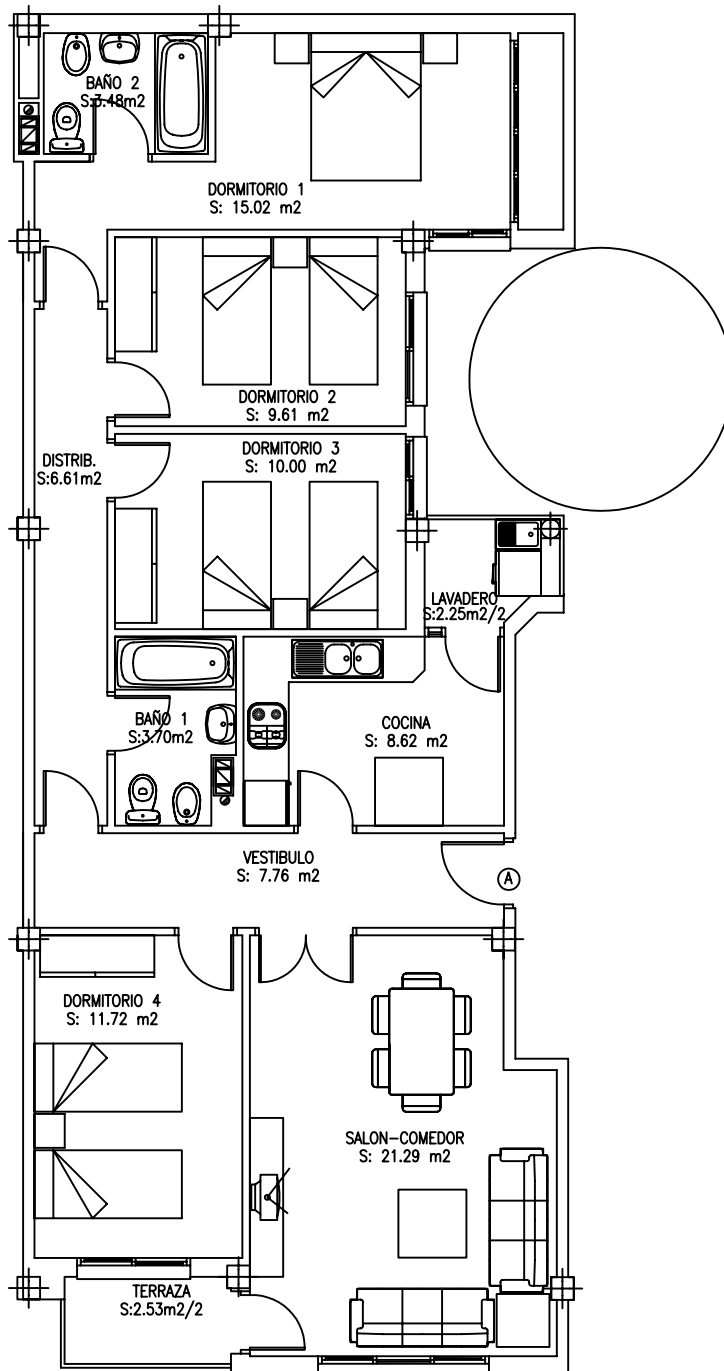 BAÑO 2
S:3.48m2
DORMITORIO 1
S: 15.02 m2
DORMITORIO 2
S: 9.61 m2
DORMITORIO 3
S: 10.00 m2
DISTRIB.
S:6.61m2
LAVADERO
S:2.25m2/2
BAÑO 1
S:3.70m2
COCINA
S: 8.62 m2
VESTIBULO
S: 7.76 m2
A
DORMITORIO 4
S: 11.72 m2
SALON-COMEDOR
S: 21.29 m2
TERRAZA
S:2.53m2/2